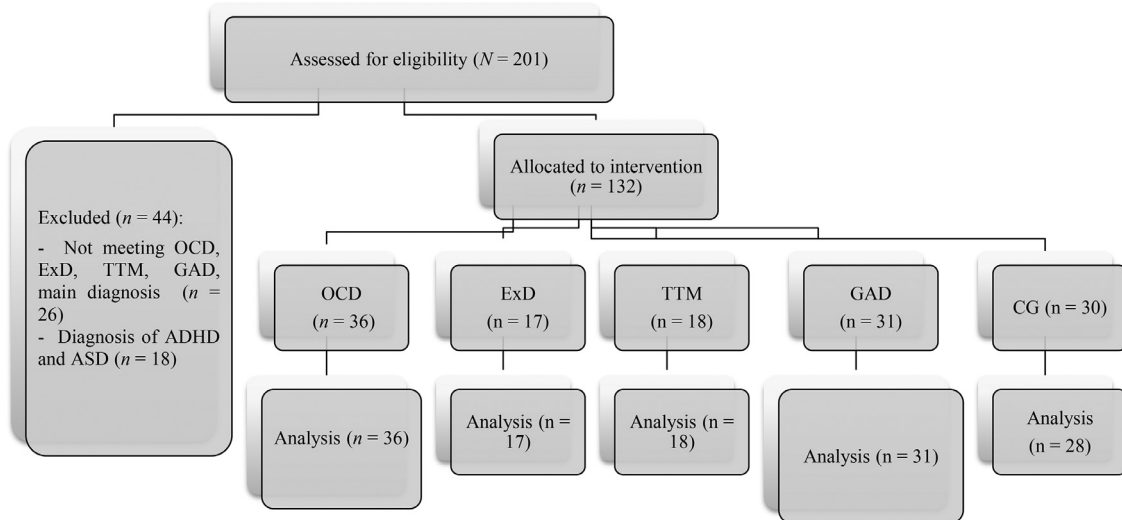 Assessed for eligibility (N = 201)
Allocated to intervention
(n = 132)
Excluded (n = 44):
- Not meeting OCD,
ExD, TTM, GAD,
main diagnosis (n =
26)
- Diagnosis of ADHD
and ASD (n = 18)
OCD
(n = 36)
ExD
(n = 17)
TTM
(n = 18)
GAD
(n = 31)
CG (n = 30)
Analysis (n = 36)
Analysis (n =
17)
Analysis (n =
18)
Analysis (n = 31)
Analysis
(n = 28)